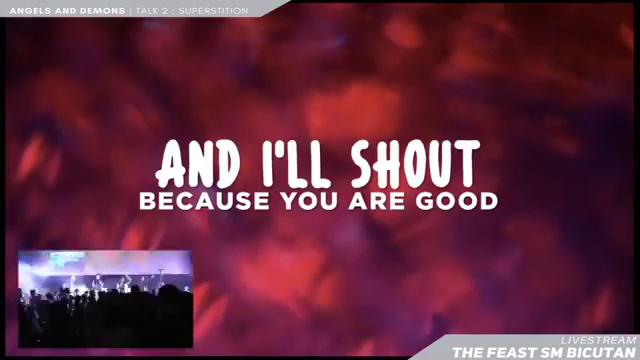 ANGELS AND DEMONS | TALK 2 : SUPERSTITION
AND I'LL SHOUT
BECAUSE YOU ARE GOOD
LIVESTREAM
THE FEAST SM BICUTAN